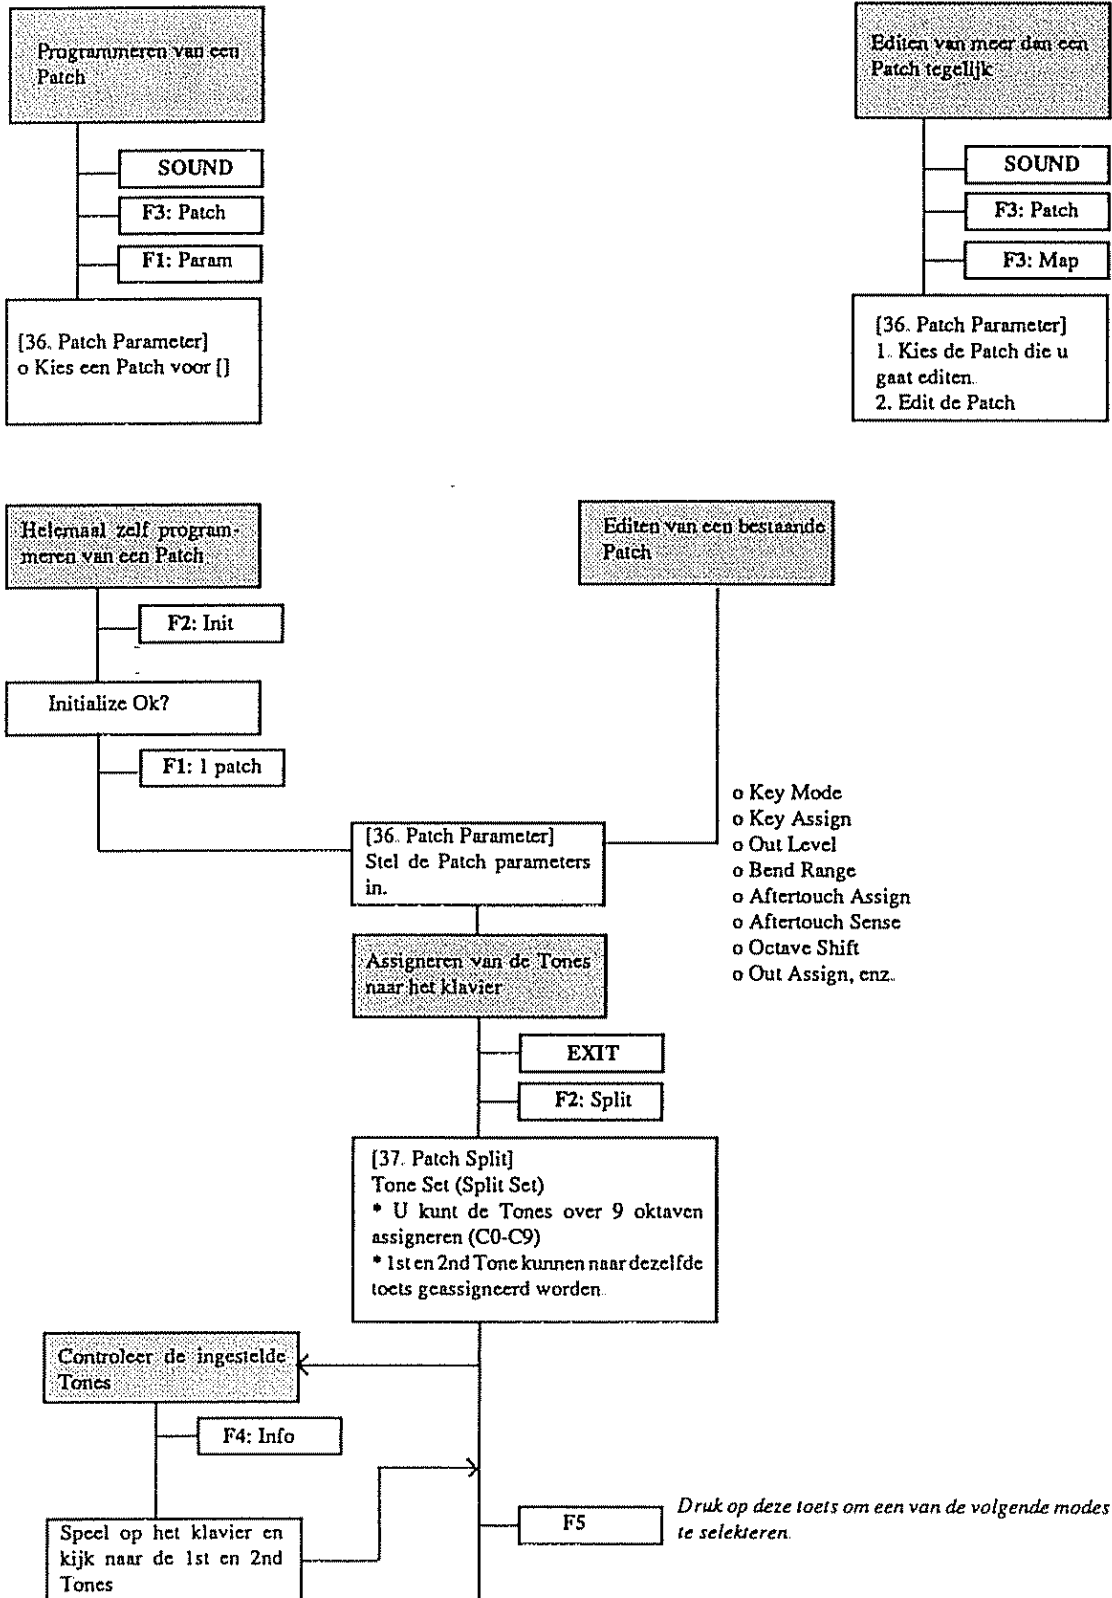 Programmeren van een
Patch
SOUND
F3: Patch
F1: Param
[36. Patch Parameter]
o Kies een Patch voor []
Editen van meer dan een
Patch tegelijk
SOUND
F3: Patch
F3: Map
[36. Patch Parameter]
1. Kies de Patch die u
gaat editen.
2. Edit de Patch
Helemaal zelf program-
meren van een Patch
F2: Init
Initialize Ok?
F1: 1 patch
Editen van een bestaande
Patch
[36. Patch Parameter]
Stel de Patch parameters
in.
o Key Mode
o Key Assign
o Out Level
o Bend Range
o Aftertouch Assign
o Aftertouch Sense
o Octave Shift
o Out Assign, enz.
Assigneren van de Tones
naar het klavier
EXIT
F2: Split
[37. Patch Split]
Tone Set (Split Set)
* U kunt de Tones over 9 oktaven
assigneren (C0-C9)
* 1st en 2nd Tone kunnen naar dezelfde
toets geassigneerd worden.
Controleer de ingestelde
Tones
F4: Info
Speel op het klavier en
kijk naar de 1st en 2nd
Tones
F5
Druk op deze toets om een van de volgende modes
te selekteren.